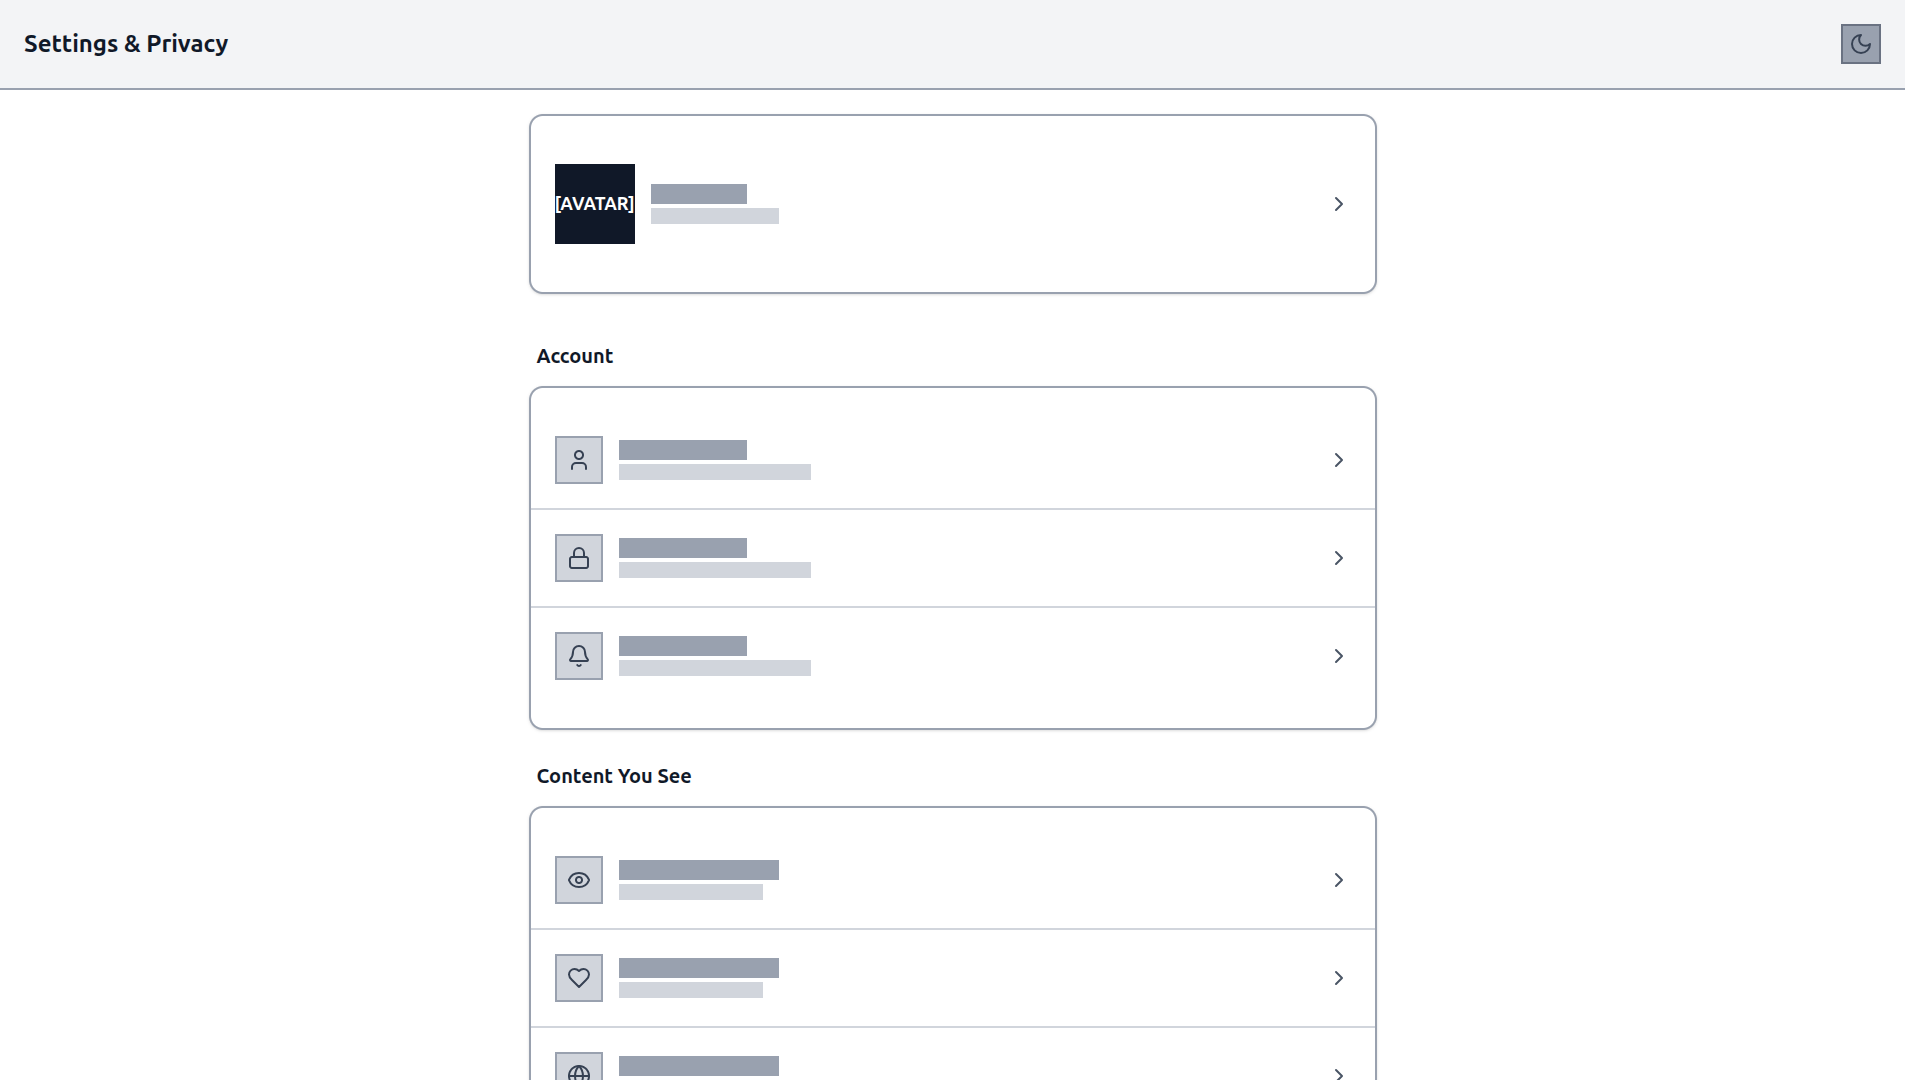 Settings & Privacy
[AVATAR]
Account
Content You See